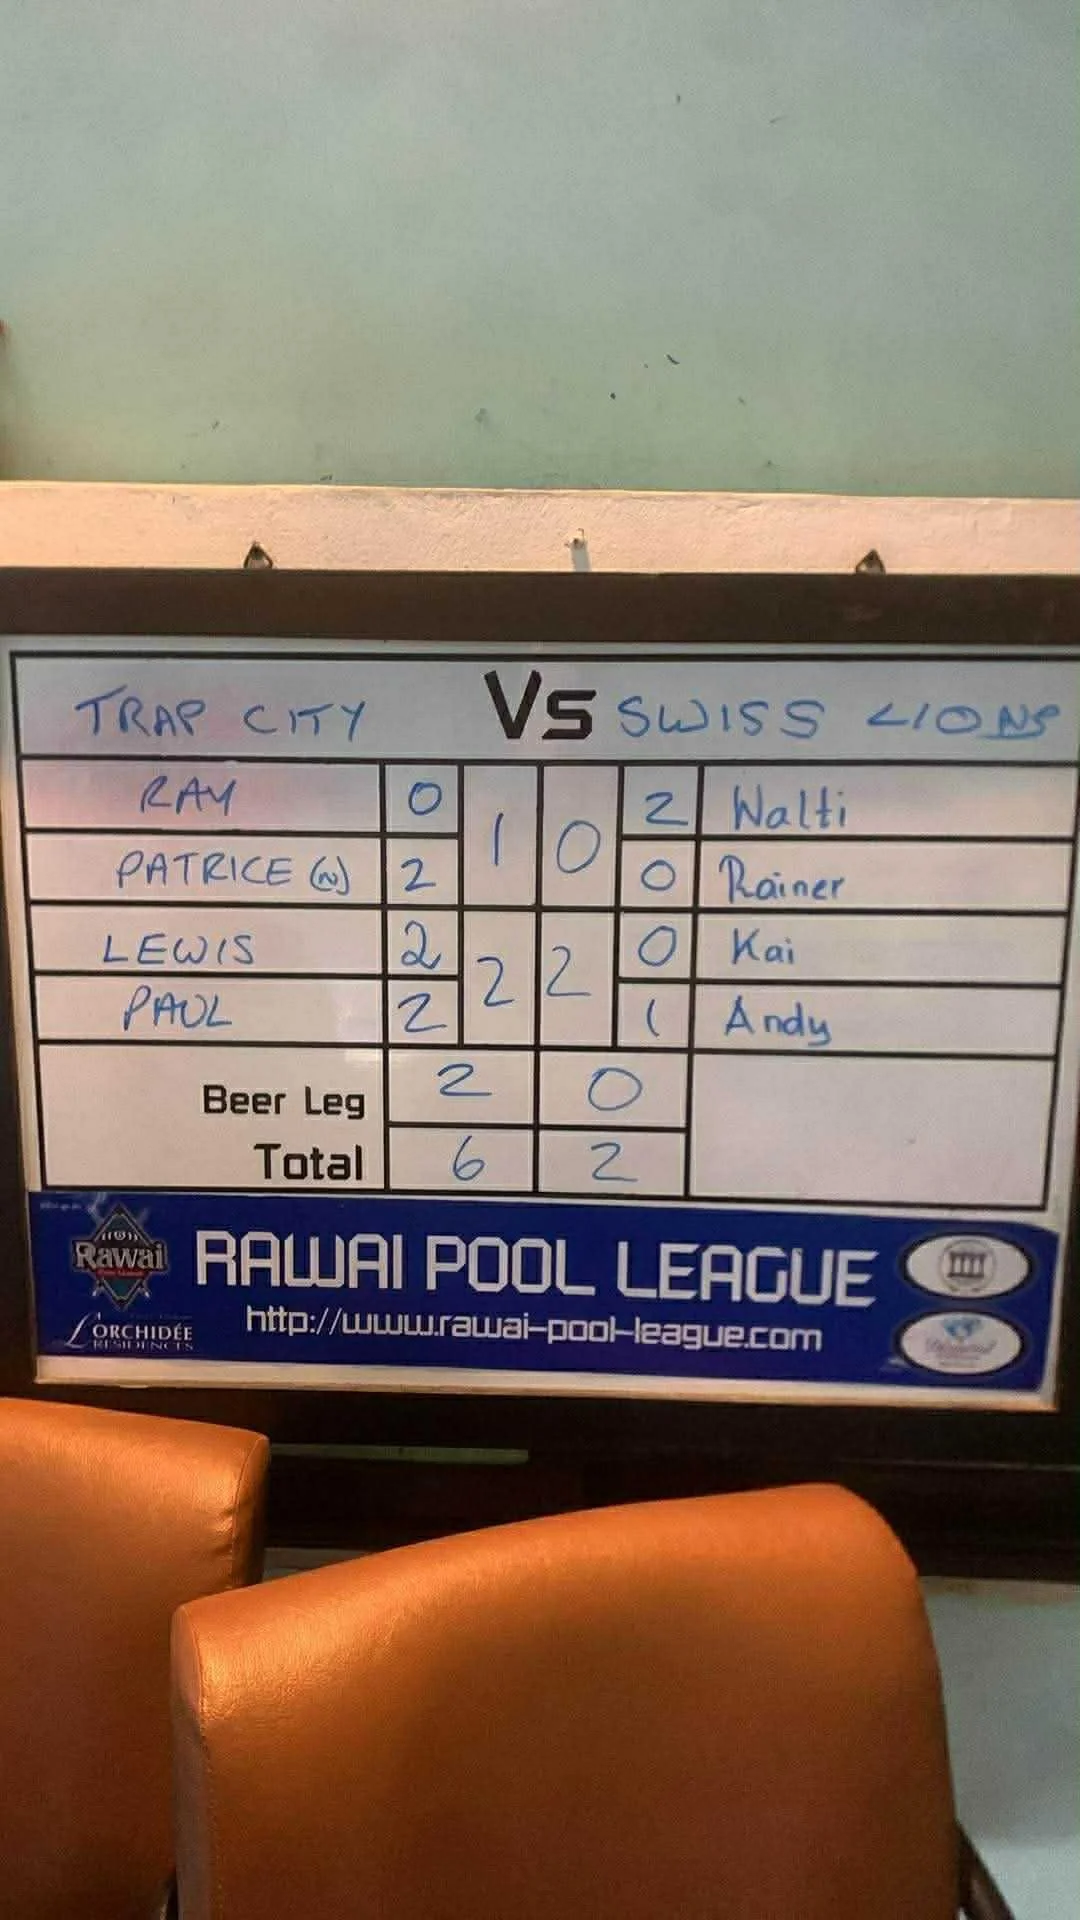 TRAP CITY Vs SWISS LIONS
RAY 0 2 Walti
1 0
PATRICE (N) 2 0 Rainer
LEWIS 2 0 Kai
2 2
PAUL 2 1 Andy
Beer Leg 2 0
Total 6 2
Rawai
RAWAI POOL LEAGUE
http://www.rawai-pool-league.com
L'ORCHIDÉE
RESIDENCES